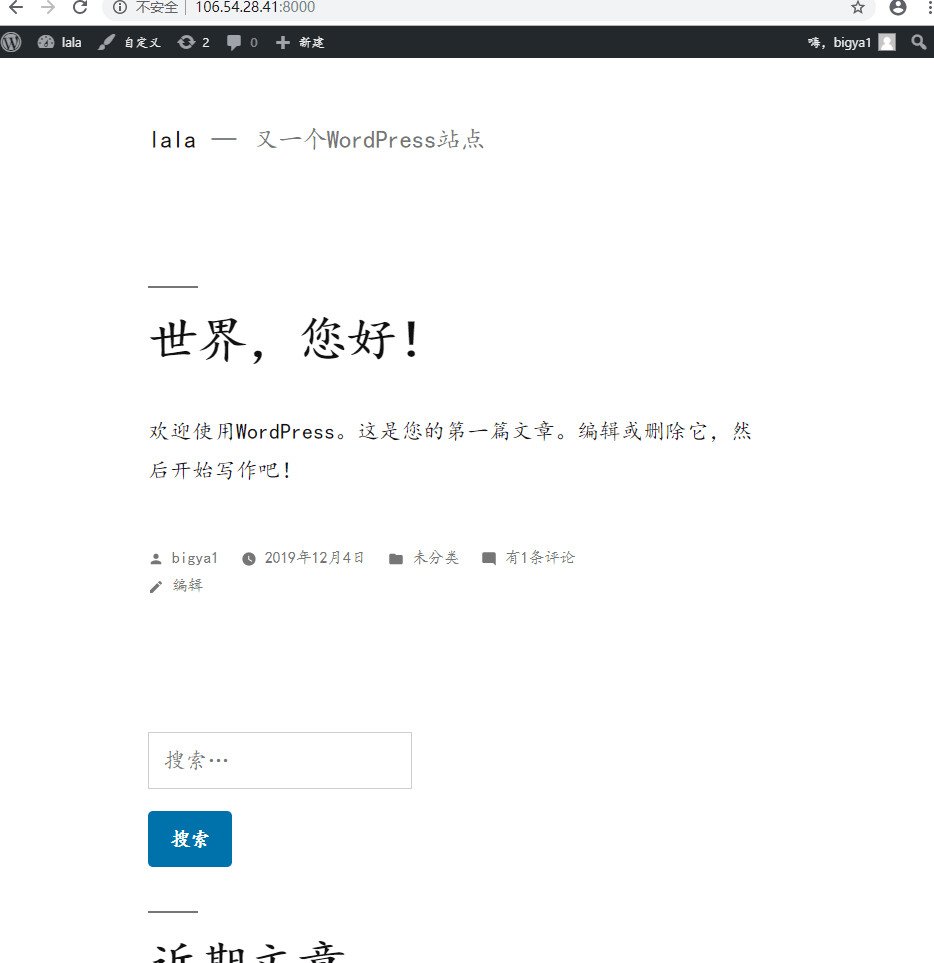 不安全 106.54.28.41:8000
lala 自定义 2 0 新建 嗨，bigya1
lala — 又一个WordPress站点
世界，您好！
欢迎使用WordPress。这是您的第一篇文章。编辑或删除它，然
后开始写作吧！
bigya1 2019年12月4日 未分类 有1条评论
编辑
搜索…
搜索
近期文章